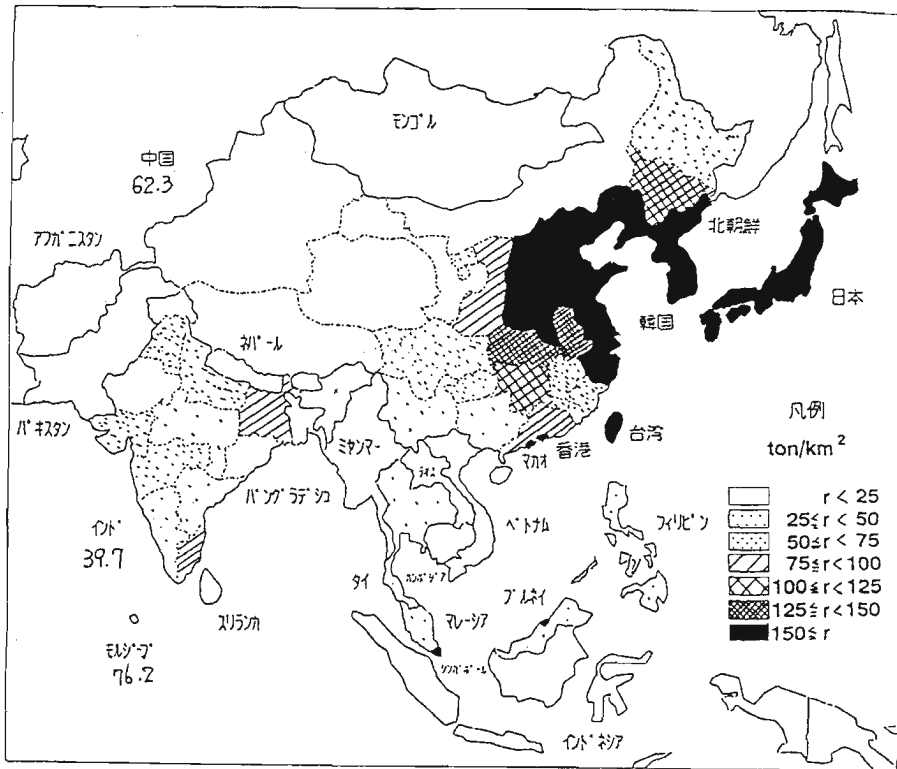 モンゴル
中国
62.3
北朝鮮
アフガニスタン
日本
韓国
ネパール
パキスタン
ミャンマー
台湾
香港
マカオ
ラオス
バングラデシュ
ベトナム
フィリピン
インド
39.7
タイ
カンボジア
ブルネイ
スリランカ
マレーシア
モルジブ
76.2
シンガポール
インドネシア
凡例
ton/km²
r < 25
25≦r < 50
50≦r < 75
75≦r < 100
100≦r < 125
125≦r < 150
150≦r